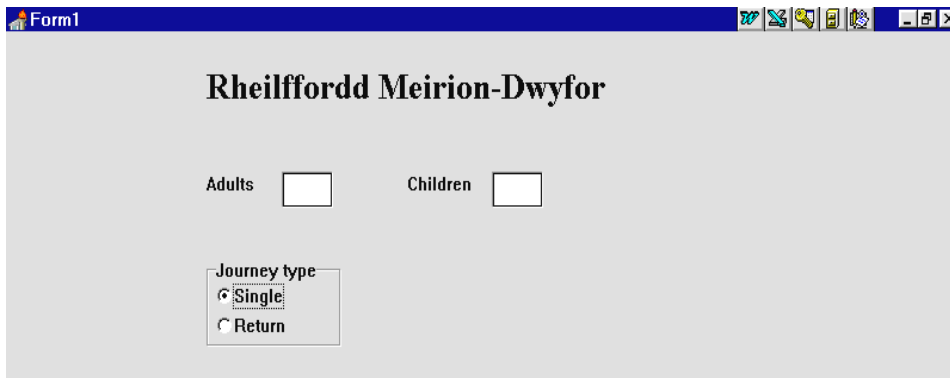 Form1
Rheilffordd Meirion-Dwyfor
Adults Children
Journey type
Single
Return